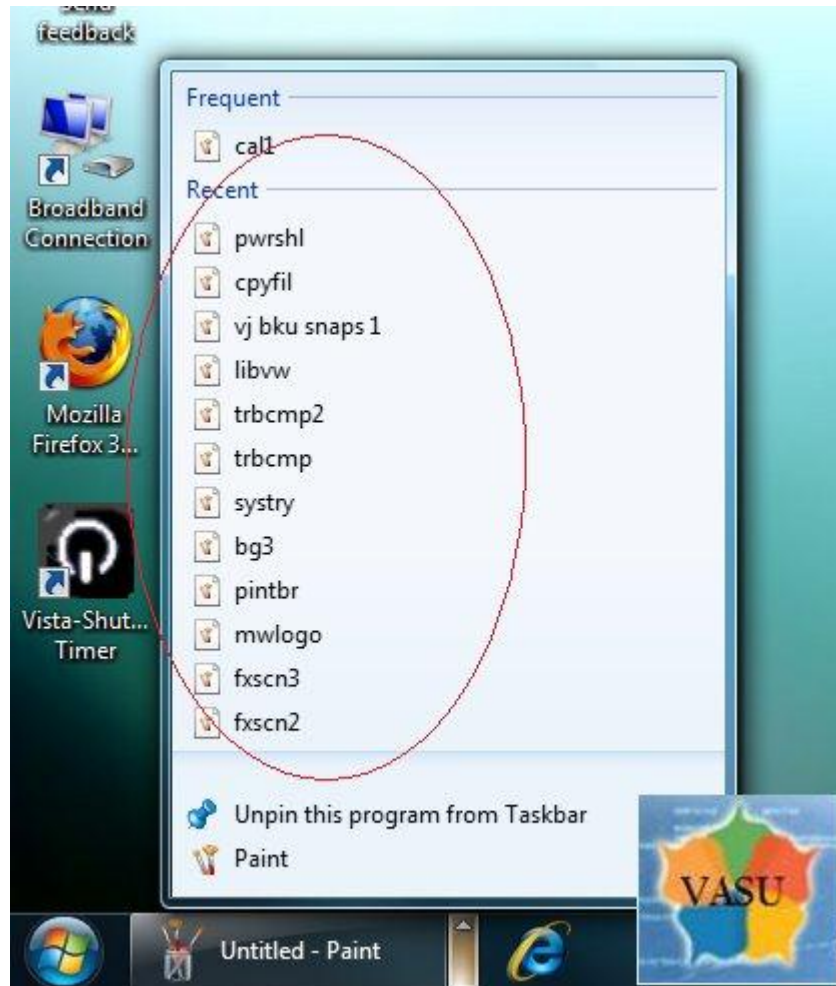 feedback
Broadband
Connection
Mozilla
Firefox 3...
Vista-Shut...
Timer
Frequent
cal1
Recent
pwrshl
cpyfil
vj bku snaps 1
libvw
trbcmp2
trbcmp
systry
bg3
pintbr
mwlogo
fxscn3
fxscn2
Unpin this program from Taskbar
Paint
VASU
Untitled - Paint